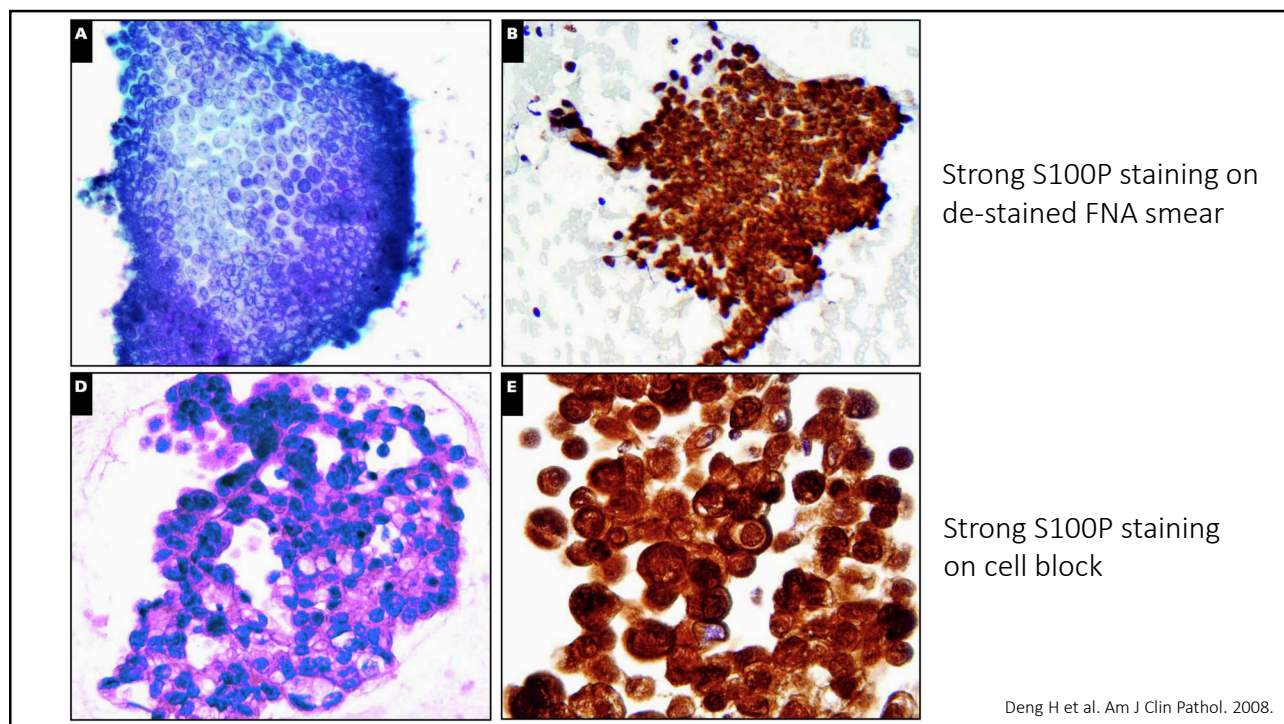 A
B
Strong S100P staining on
de-stained FNA smear
D
E
Strong S100P staining
on cell block
Deng H et al. Am J Clin Pathol. 2008.